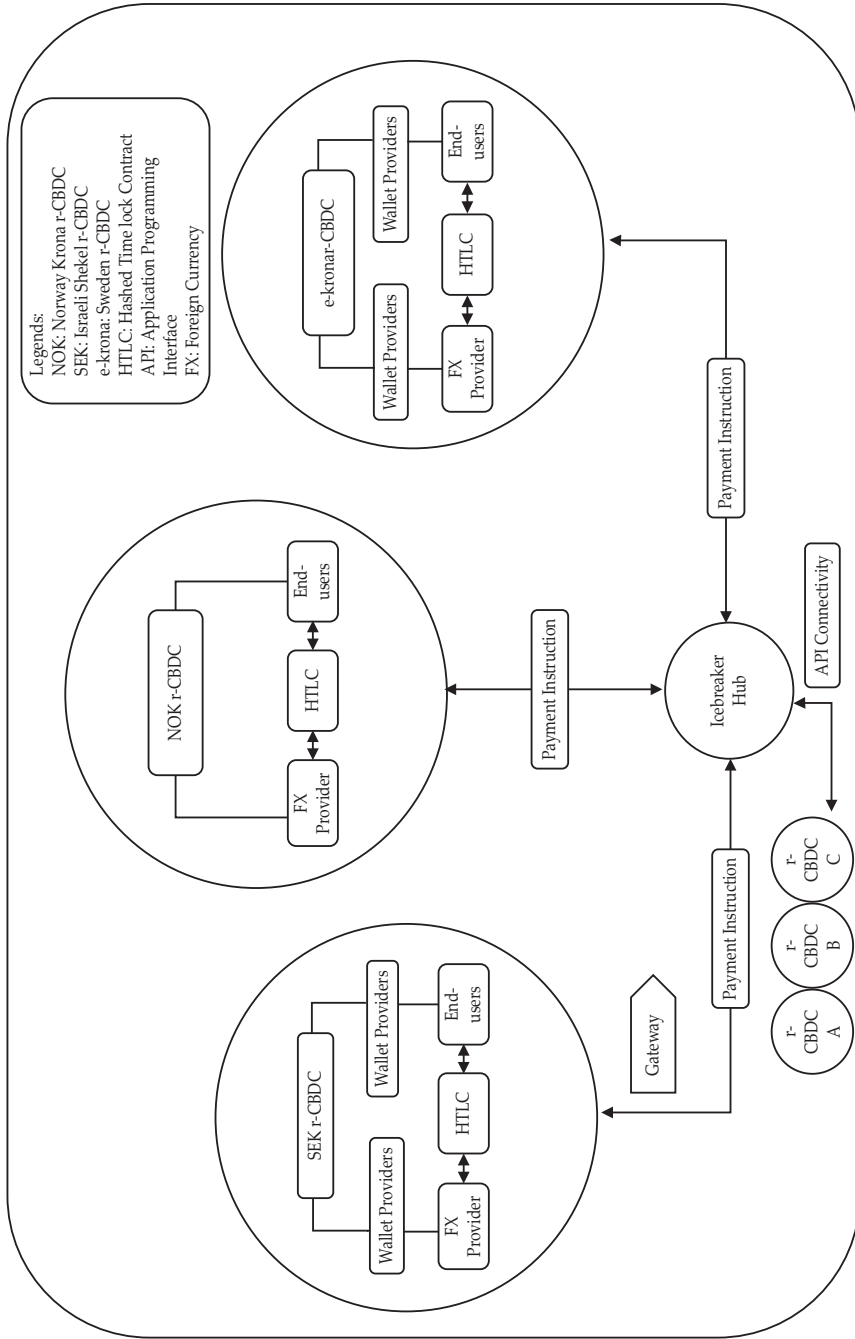 Legends:
NOK: Norway Krona r-CBDC
SEK: Israeli Shekel r-CBDC
e-krona: Sweden r-CBDC
HTLC: Hashed Time lock Contract
API: Application Programming
Interface
FX: Foreign Currency
SEK r-CBDC
Wallet Providers
Wallet Providers
FX
Provider
HTLC
End-
users
NOK r-CBDC
FX
Provider
HTLC
End-
users
e-kronar-CBDC
Wallet Providers
Wallet Providers
FX
Provider
HTLC
End-
users
Gateway
Payment Instruction
Payment Instruction
Payment Instruction
Icebreaker
Hub
API Connectivity
r-
CBDC
A
r-
CBDC
B
r-
CBDC
C